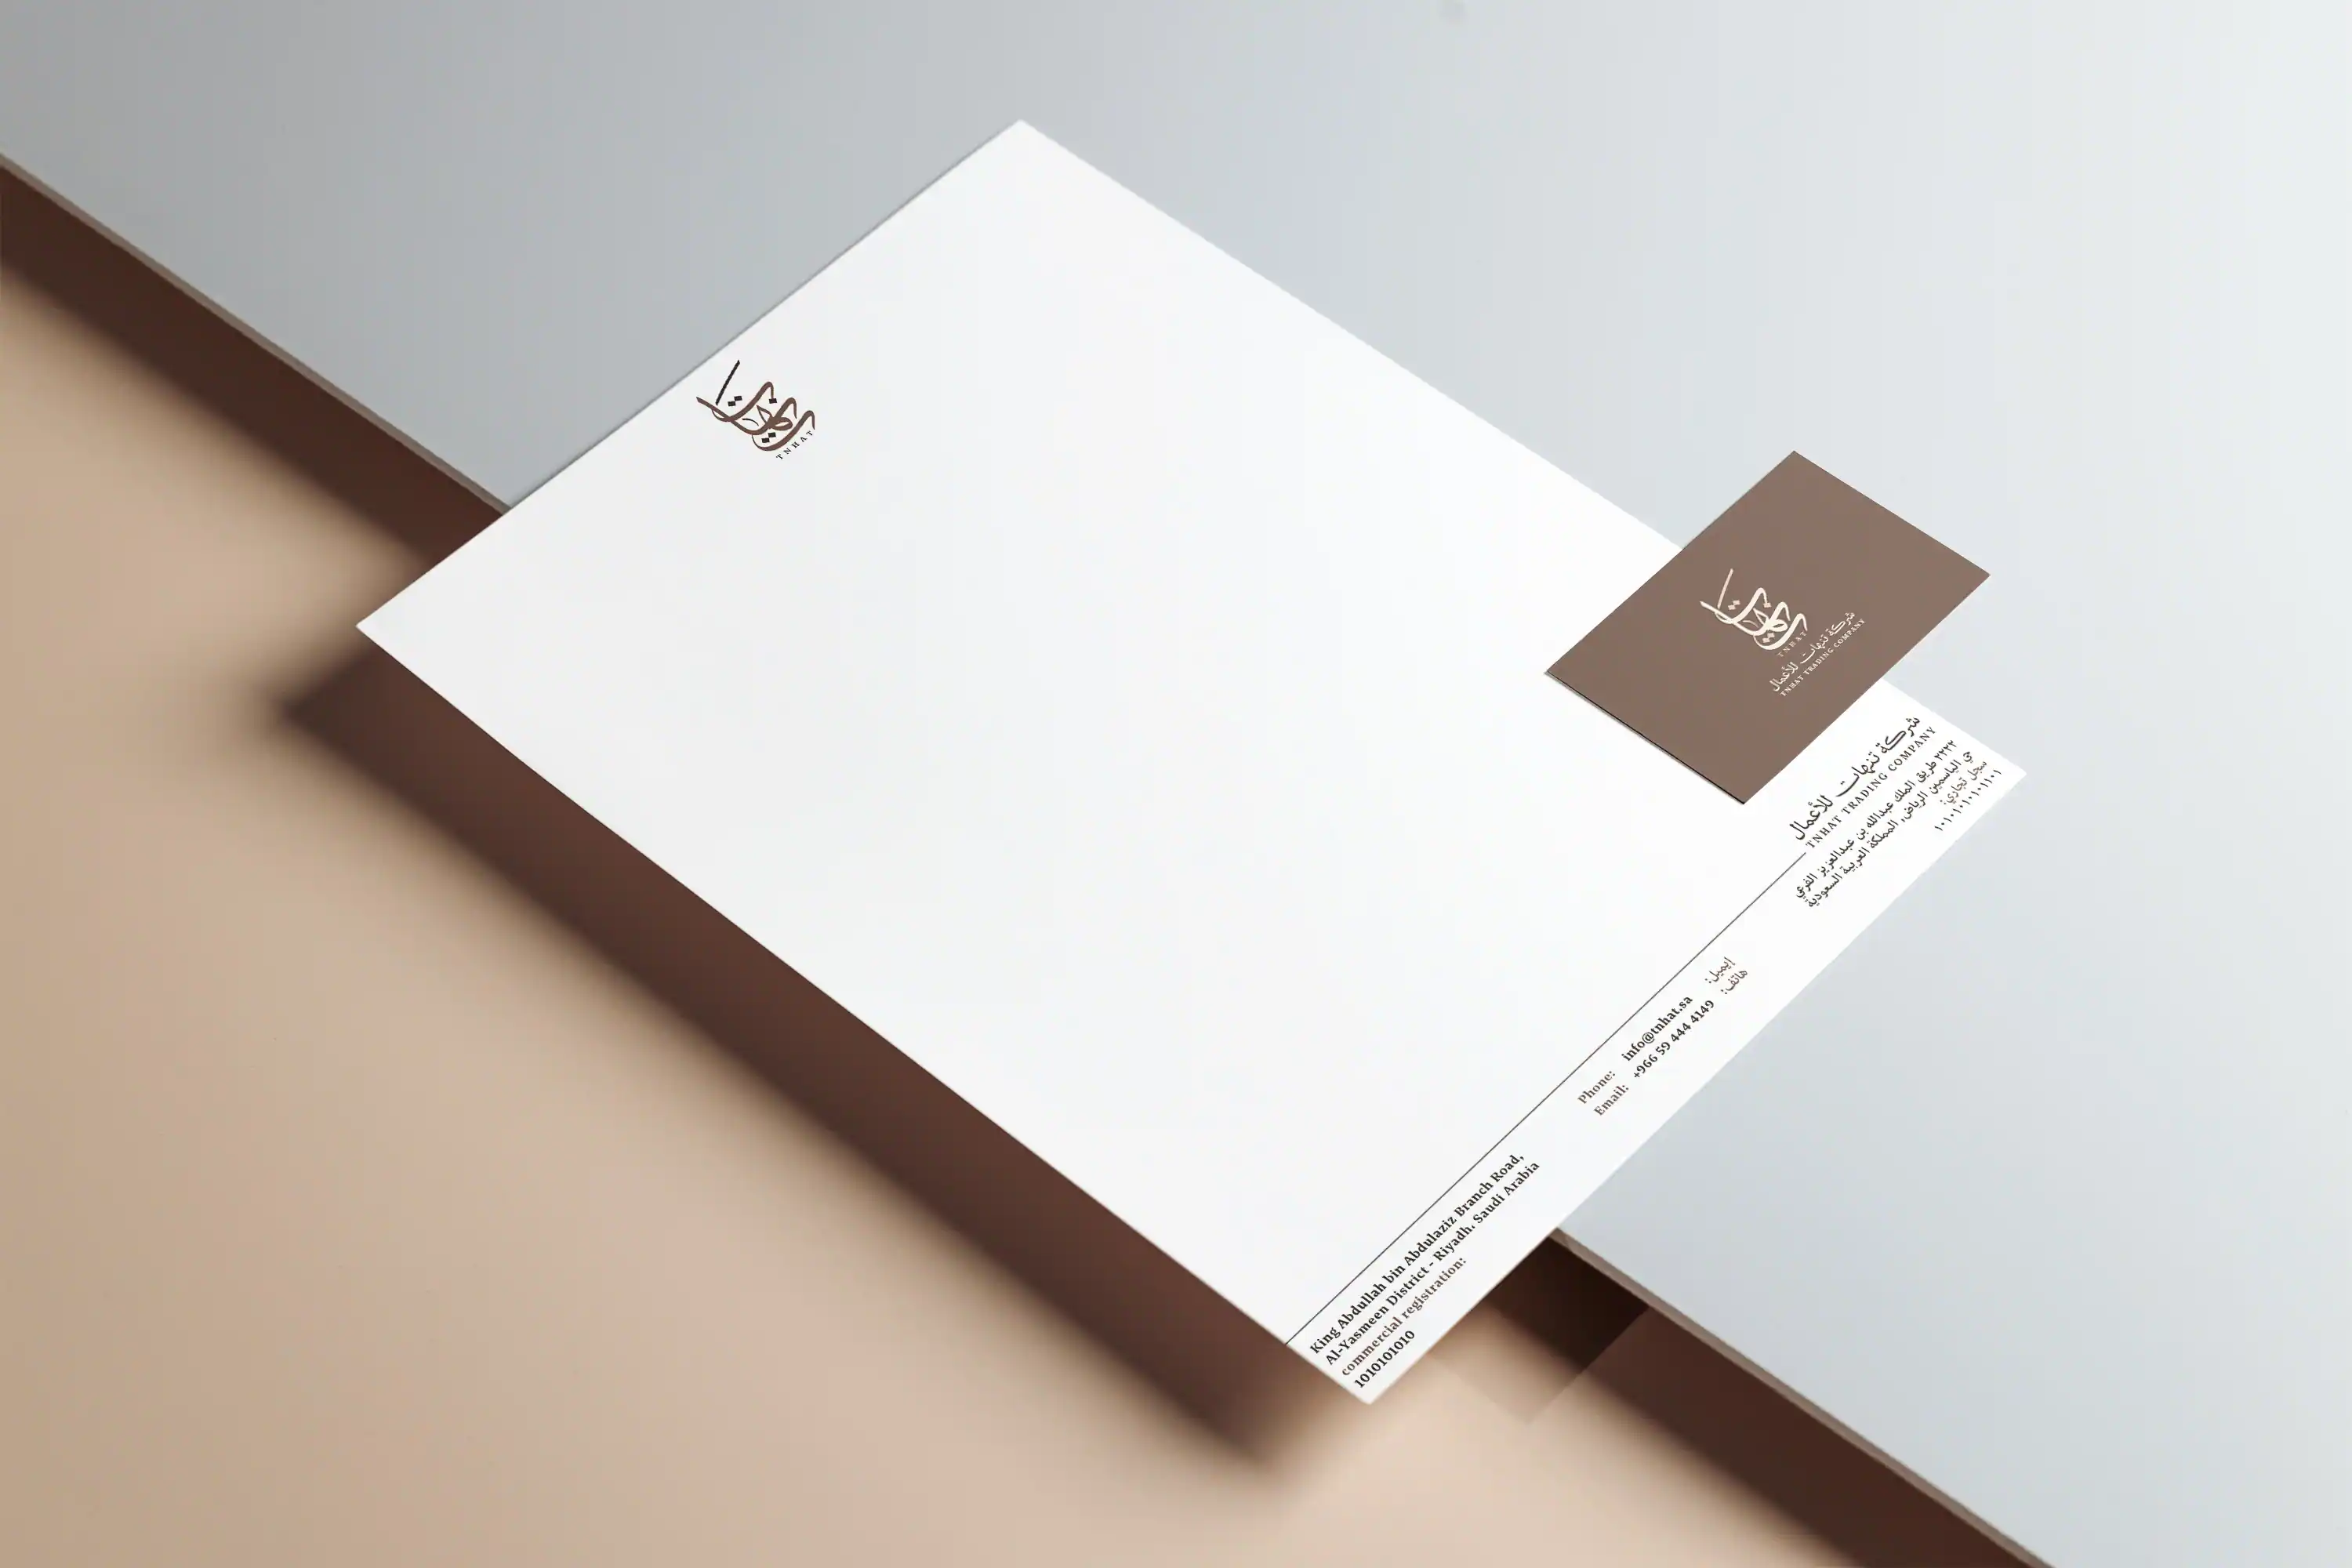 TNHAT
شركة تنهات للأعمال
TNHAT TRADING COMPANY
TNHAT
شركة تنهات للأعمال
TNHAT TRADING COMPANY
طريق الملك عبدالله بن عبدالعزيز الفرعي
حي الياسمين الرياض, المملكة العربية السعودية
سجل تجاري:
Phone: info@tnhat.sa إيميل:
Email: +966 59 444 4149 هاتف:
King Abdullah bin Abdulaziz Branch Road,
Al-Yasmeen District - Riyadh, Saudi Arabia
commercial registration:
1010101010